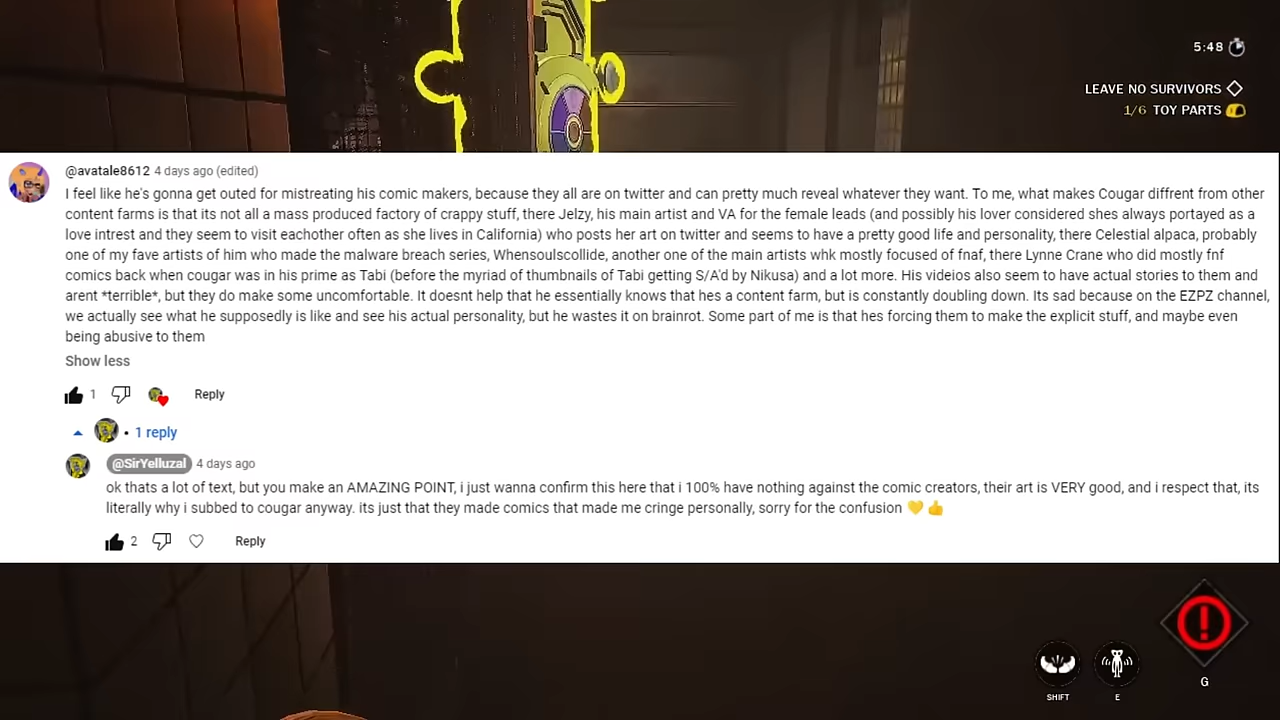 5:48
LEAVE NO SURVIVORS
1/6 TOY PARTS
@avatale8612 4 days ago (edited)
I feel like he's gonna get outed for mistreating his comic makers, because they all are on twitter and can pretty much reveal whatever they want. To me, what makes Cougar diffrent from other
content farms is that its not all a mass produced factory of crappy stuff, there Jelzy, his main artist and VA for the female leads (and possibly his lover considered shes always portayed as a
love intrest and they seem to visit eachother often as she lives in California) who posts her art on twitter and seems to have a pretty good life and personality, there Celestial alpaca, probably
one of my fave artists of him who made the malware breach series, Whensoulscollide, another one of the main artists whk mostly focused of fnaf, there Lynne Crane who did mostly fnf
comics back when cougar was in his prime as Tabi (before the myriad of thumbnails of Tabi getting S/A'd by Nikusa) and a lot more. His videios also seem to have actual stories to them and
arent *terrible*, but they do make some uncomfortable. It doesnt help that he essentially knows that hes a content farm, but is constantly doubling down. Its sad because on the EZPZ channel,
we actually see what he supposedly is like and see his actual personality, but he wastes it on brainrot. Some part of me is that hes forcing them to make the explicit stuff, and maybe even
being abusive to them
Show less
1 Reply
1 reply
@SirYelluzal 4 days ago
ok thats a lot of text, but you make an AMAZING POINT, i just wanna confirm this here that i 100% have nothing against the comic creators, their art is VERY good, and i respect that, its
literally why i subbed to cougar anyway. its just that they made comics that made me cringe personally, sorry for the confusion 💛 👍
2 Reply
SHIFT
E
G